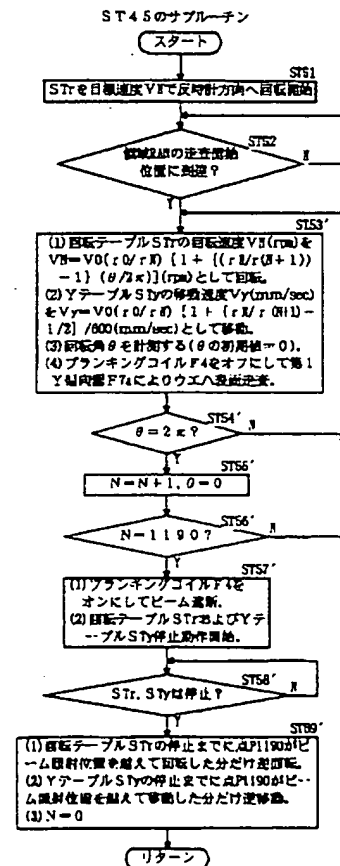 ST45のサブルーチン
スタート
ST51
STrを目標速度VNで反時計方向へ回転開始
ST52
領域RANの走査開始
位置に到達?
N
Y
ST53'
(1)回転テーブルSTrの回転速度VN(rpm)を
VN=V0(r0/rN){1+[(rN/r(N+1))
-1}(θ/2π)](rpm)として回転。
(2)YテーブルSTyの移動速度Vy(mm/sec)
をVy=V0(r0/rN)[1+{rN/r(N+1)-
1/2]/600(mm/sec)として移動。
(3)回転角θを計測する(θの初期値=0)。
(4)ブランキングコイルF4をオフにして第1
Y偏向器F7aによりウエハ表面走査。
ST54'
θ=2π?
N
Y
ST55'
N=N+1,θ=0
ST56'
N=1190?
N
Y
ST57'
(1)ブランキングコイルF4を
オンにしてビーム遮断。
(2)回転テーブルSTrおよびYテ
ーブルSTy停止動作開始。
ST58'
STr,STyは停止?
N
Y
ST59'
(1)回転テーブルSTrの停止までに点P1190がビ
ーム照射位置を越えて回転した分だけ逆回転。
(2)YテーブルSTyの停止までに点P1190がビー
ム照射位置を越えて移動した分だけ逆移動。
(3)N=0
リターン